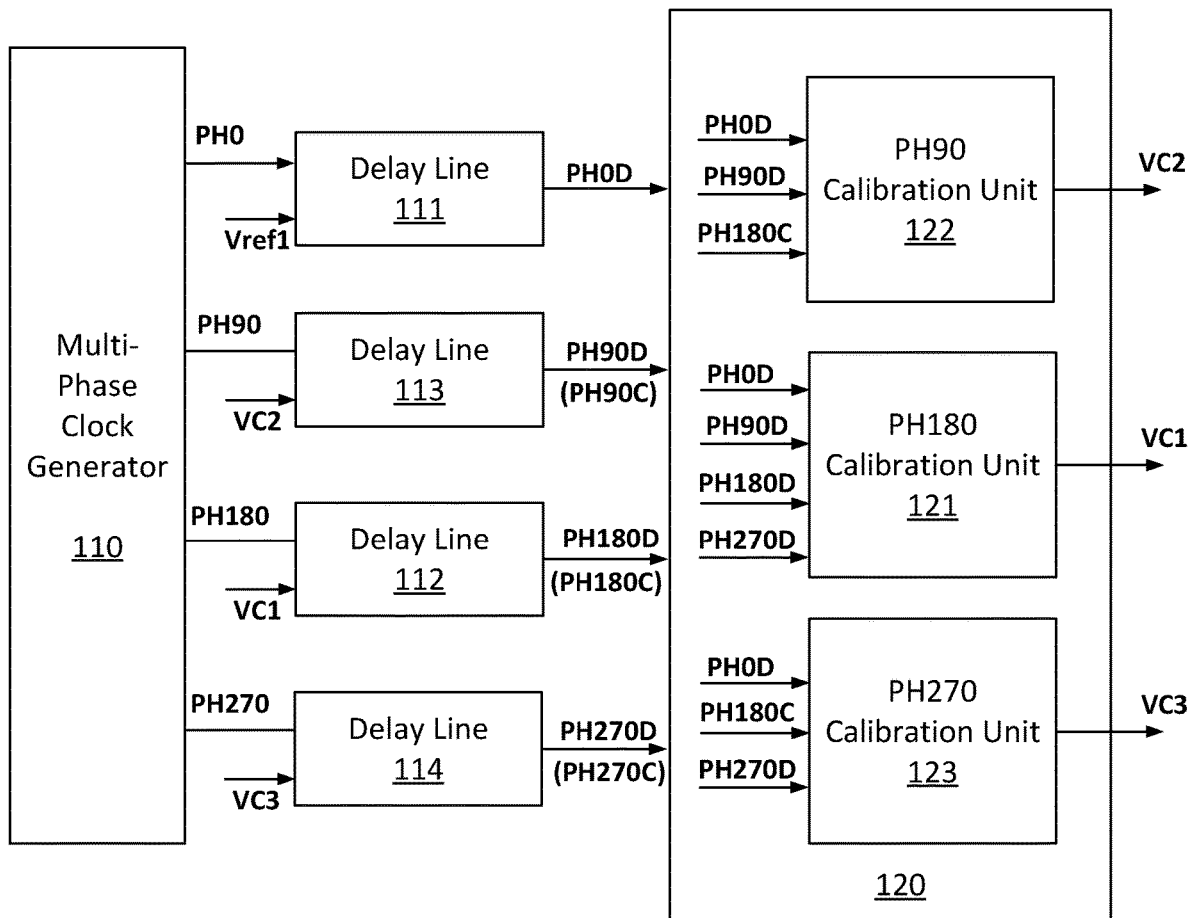 Multi-
Phase
Clock
Generator
110
PH0
Vref1
Delay Line
111
PH0D
PH90
VC2
Delay Line
113
PH90D
(PH90C)
PH180
VC1
Delay Line
112
PH180D
(PH180C)
PH270
VC3
Delay Line
114
PH270D
(PH270C)
PH0D
PH90D
PH180C
PH90
Calibration Unit
122
VC2
PH0D
PH90D
PH180D
PH270D
PH180
Calibration Unit
121
VC1
PH0D
PH180C
PH270D
PH270
Calibration Unit
123
VC3
120